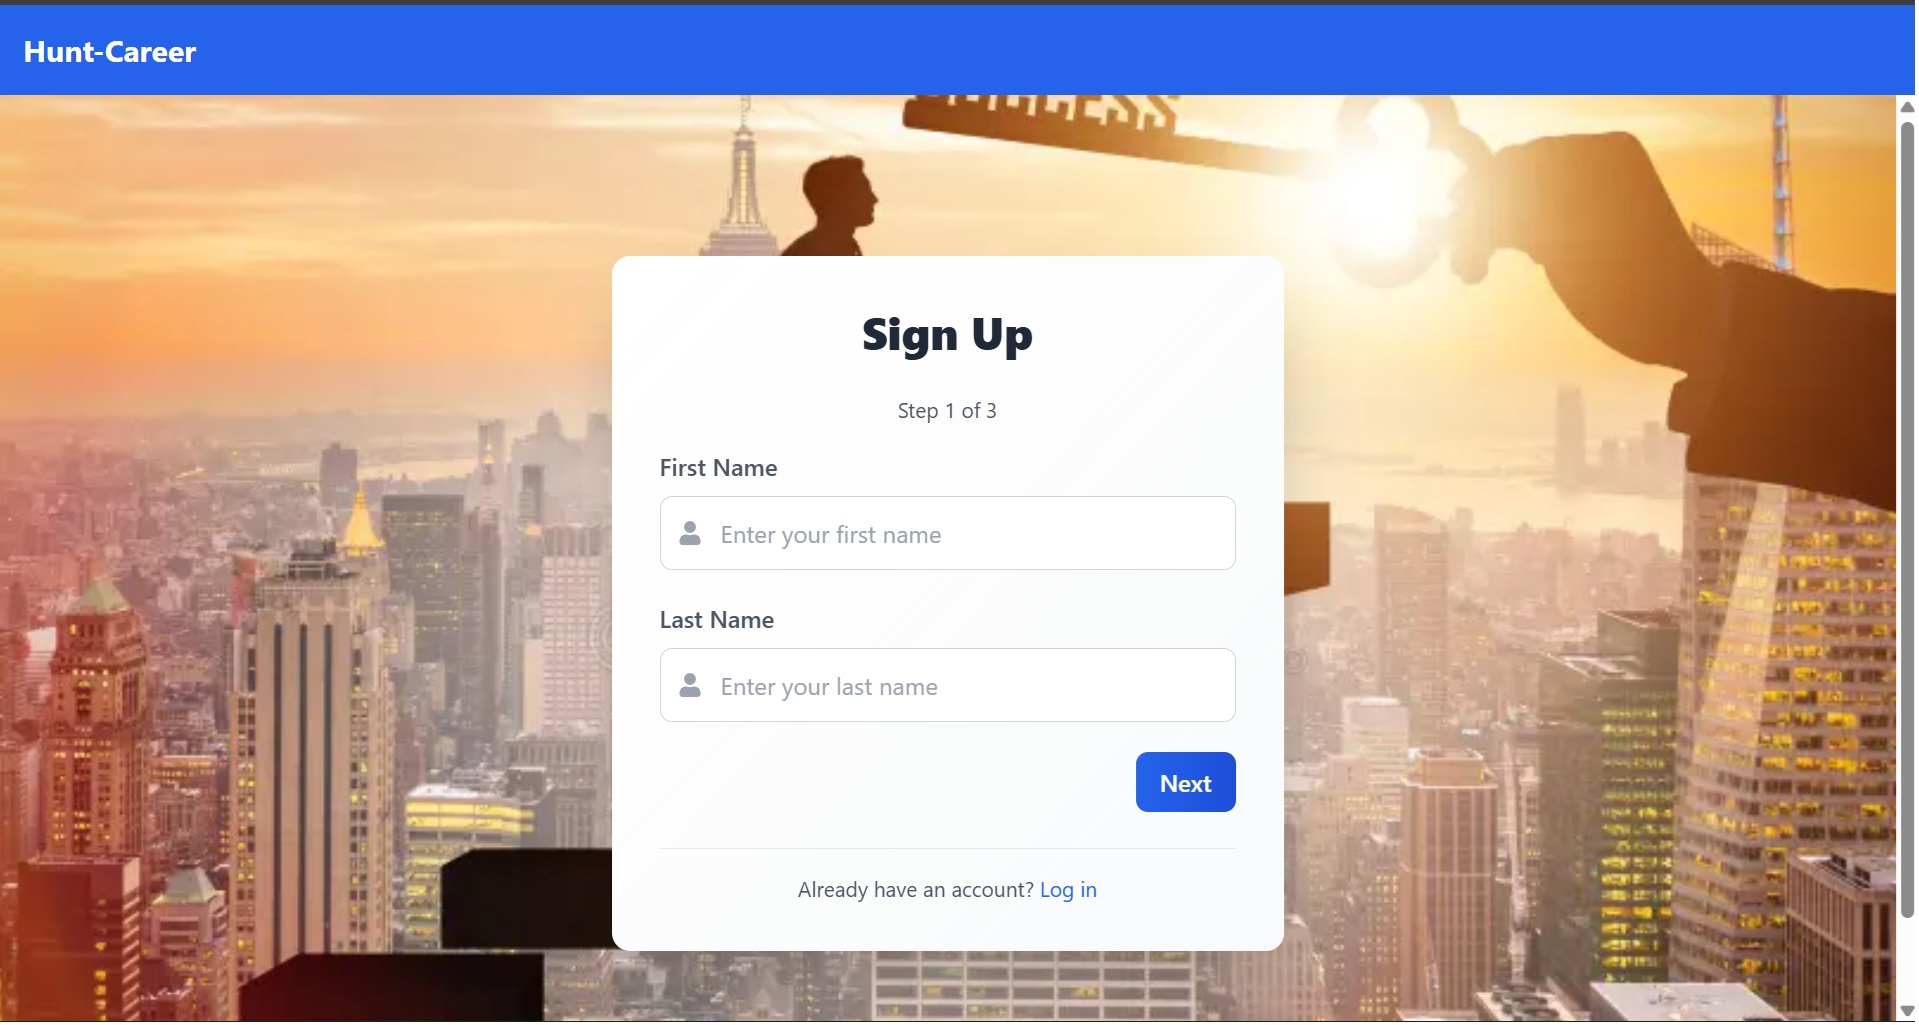 Hunt-Career
SUCCESS
Sign Up
Step 1 of 3
First Name
Enter your first name
Last Name
Enter your last name
Next
Already have an account? Log in